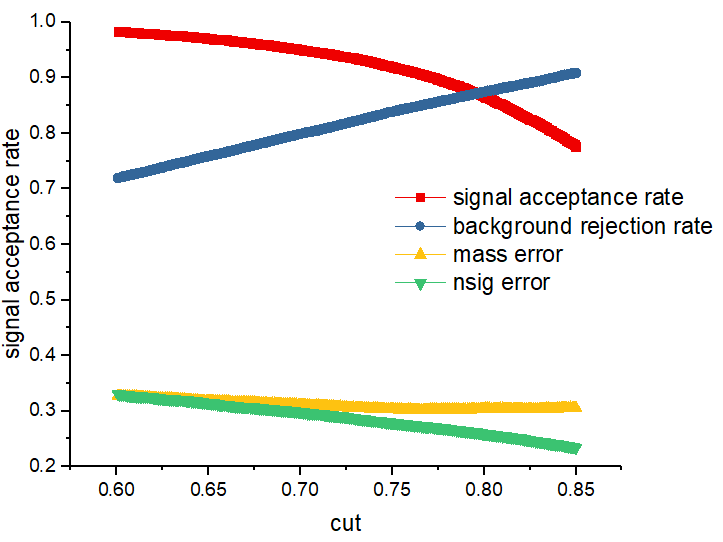 1.0
0.9
0.8
0.7
0.6
0.5
0.4
0.3
0.2
signal acceptance rate
signal acceptance rate
background rejection rate
mass error
nsig error
0.60 0.65 0.70 0.75 0.80 0.85
cut